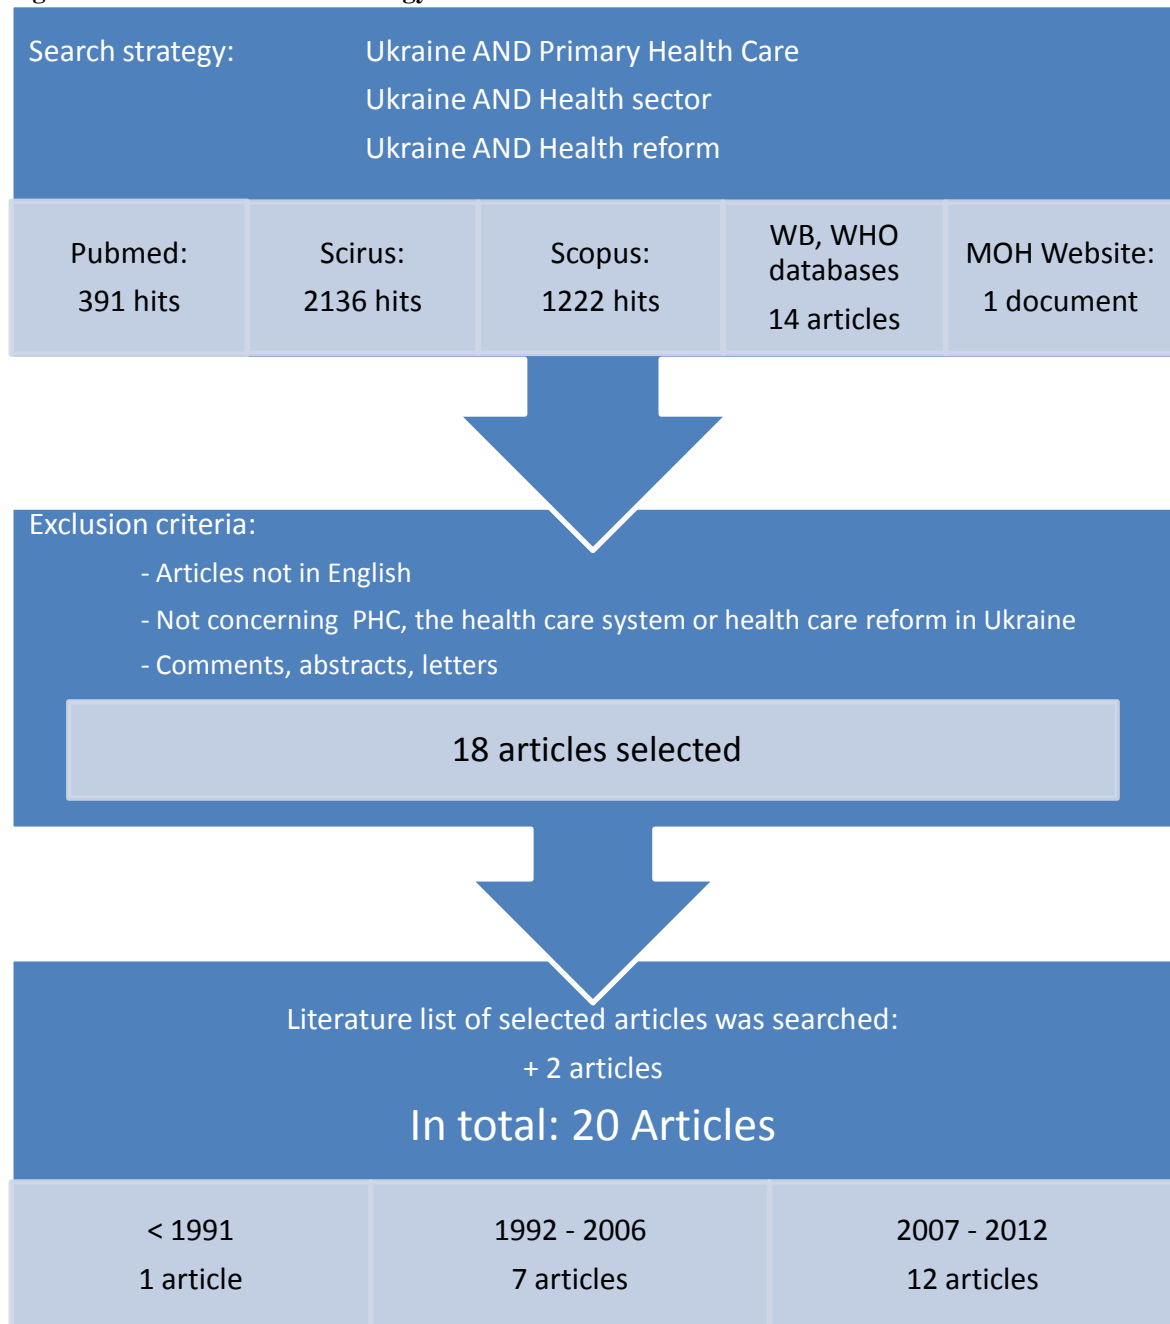 Search strategy: Ukraine AND Primary Health Care
Ukraine AND Health sector
Ukraine AND Health reform
Pubmed:
391 hits
Scirus:
2136 hits
Scopus:
1222 hits
WB, WHO
databases
14 articles
MOH Website:
1 document
Exclusion criteria:
- Articles not in English
- Not concerning PHC, the health care system or health care reform in Ukraine
- Comments, abstracts, letters
18 articles selected
Literature list of selected articles was searched:
+ 2 articles
In total: 20 Articles
< 1991
1 article
1992 - 2006
7 articles
2007 - 2012
12 articles